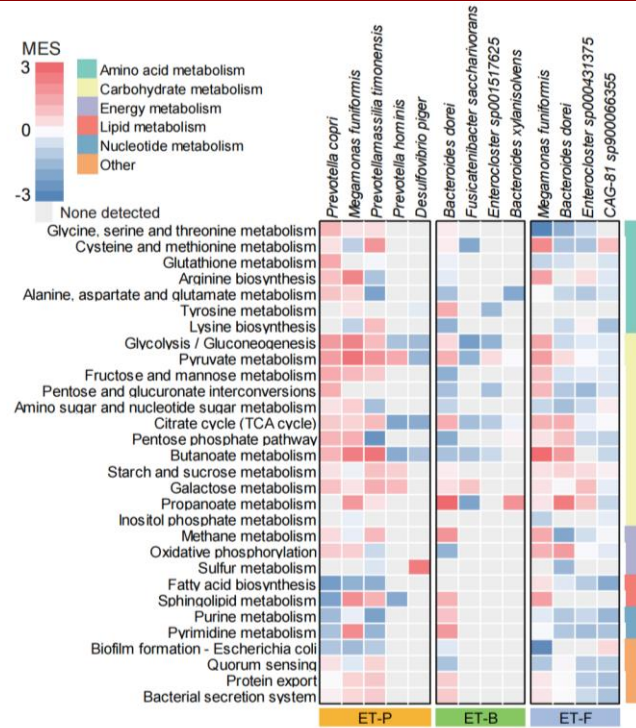 MES
3
0
-3
Amino acid metabolism
Carbohydrate metabolism
Energy metabolism
Lipid metabolism
Nucleotide metabolism
Other
None detected
Prevotella copri
Megamonas funiformis
Prevotellamassilia timonensis
Prevotella hominis
Desulfovibrio piger
Bacteroides dorei
Fusicatenibacter saccharivorans
Enterocloster sp001517625
Bacteroides xylanisolvens
Megamonas funiformis
Bacteroides dorei
Enterocloster sp000431375
CAG-81 sp900066355
Glycine, serine and threonine metabolism
Cysteine and methionine metabolism
Glutathione metabolism
Arginine biosynthesis
Alanine, aspartate and glutamate metabolism
Tyrosine metabolism
Lysine biosynthesis
Glycolysis / Gluconeogenesis
Pyruvate metabolism
Fructose and mannose metabolism
Pentose and glucuronate interconversions
Amino sugar and nucleotide sugar metabolism
Citrate cycle (TCA cycle)
Pentose phosphate pathway
Butanoate metabolism
Starch and sucrose metabolism
Galactose metabolism
Propanoate metabolism
Inositol phosphate metabolism
Methane metabolism
Oxidative phosphorylation
Sulfur metabolism
Fatty acid biosynthesis
Sphingolipid metabolism
Purine metabolism
Pyrimidine metabolism
Biofilm formation - Escherichia coli
Quorum sensing
Protein export
Bacterial secretion system
ET-P
ET-B
ET-F